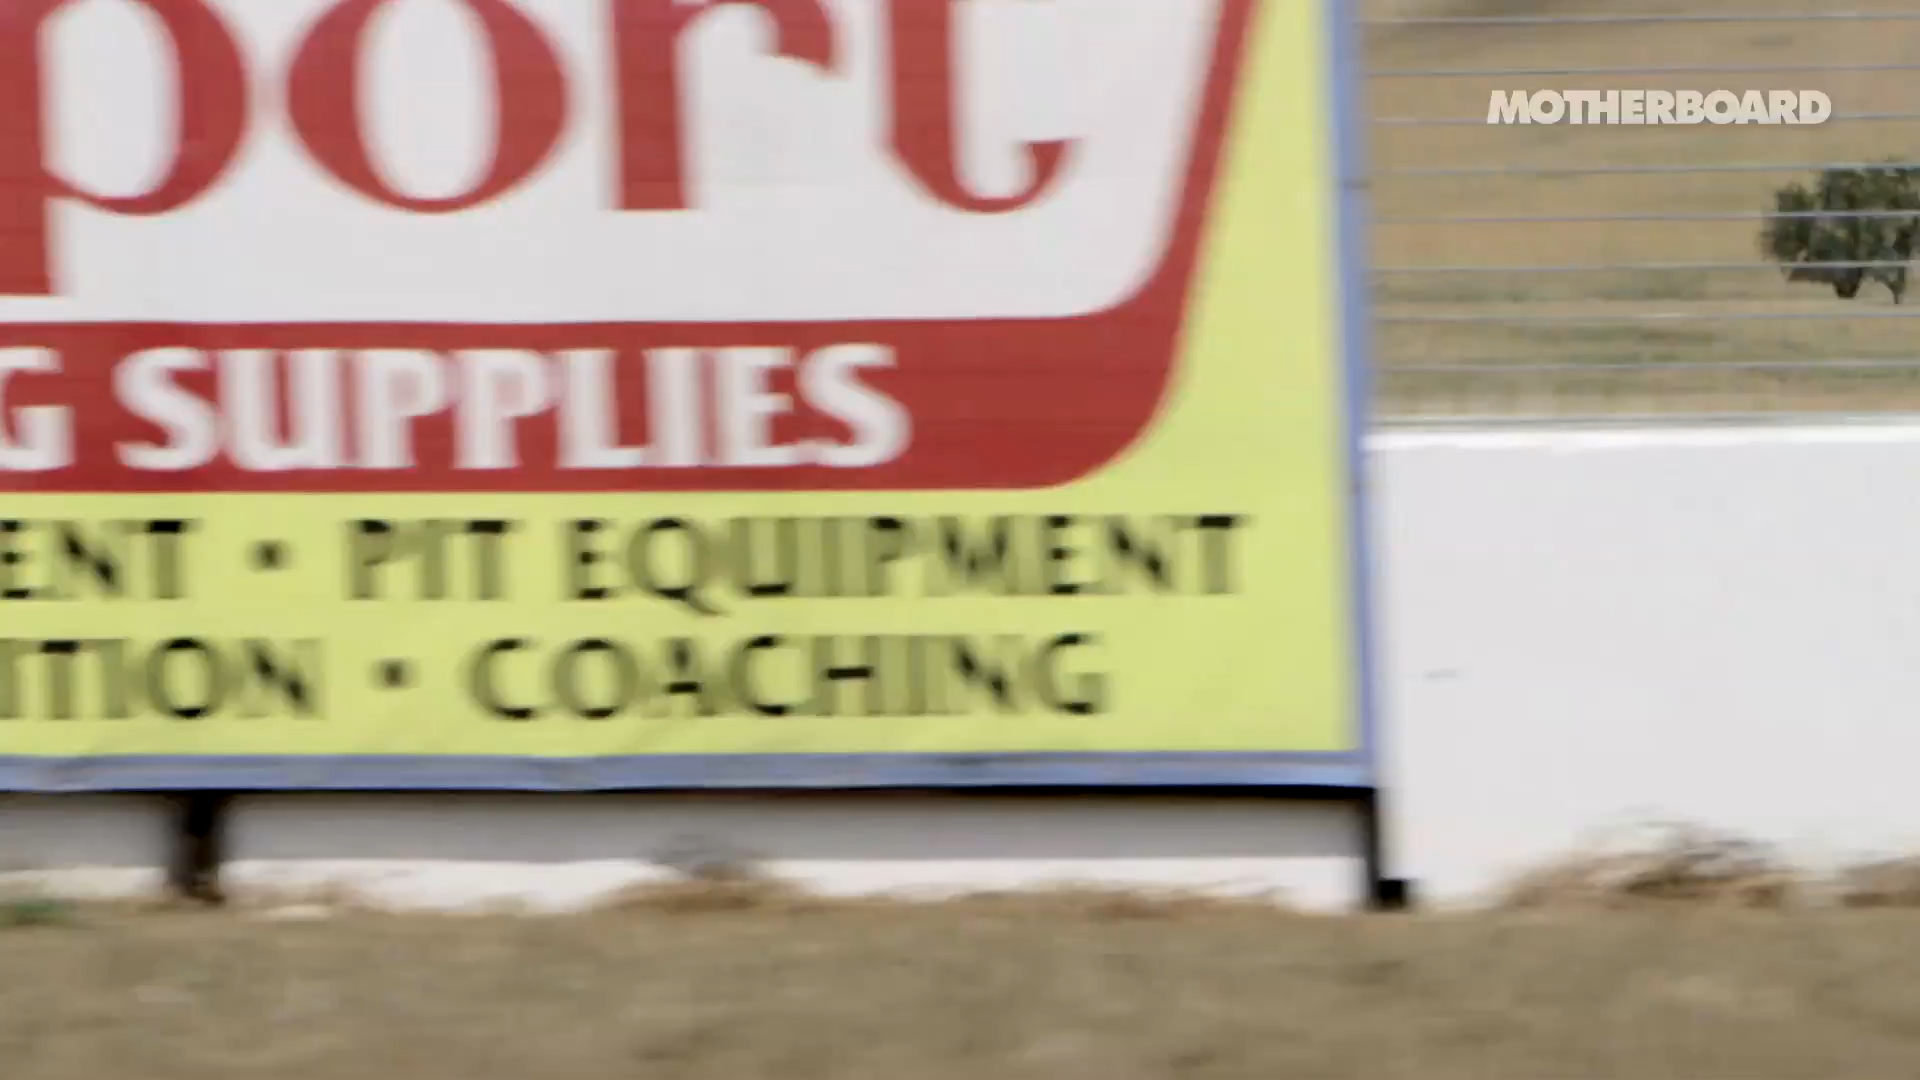 port
MOTHERBOARD
G SUPPLIES
ENT • PIT EQUIPMENT
ITION • COACHING